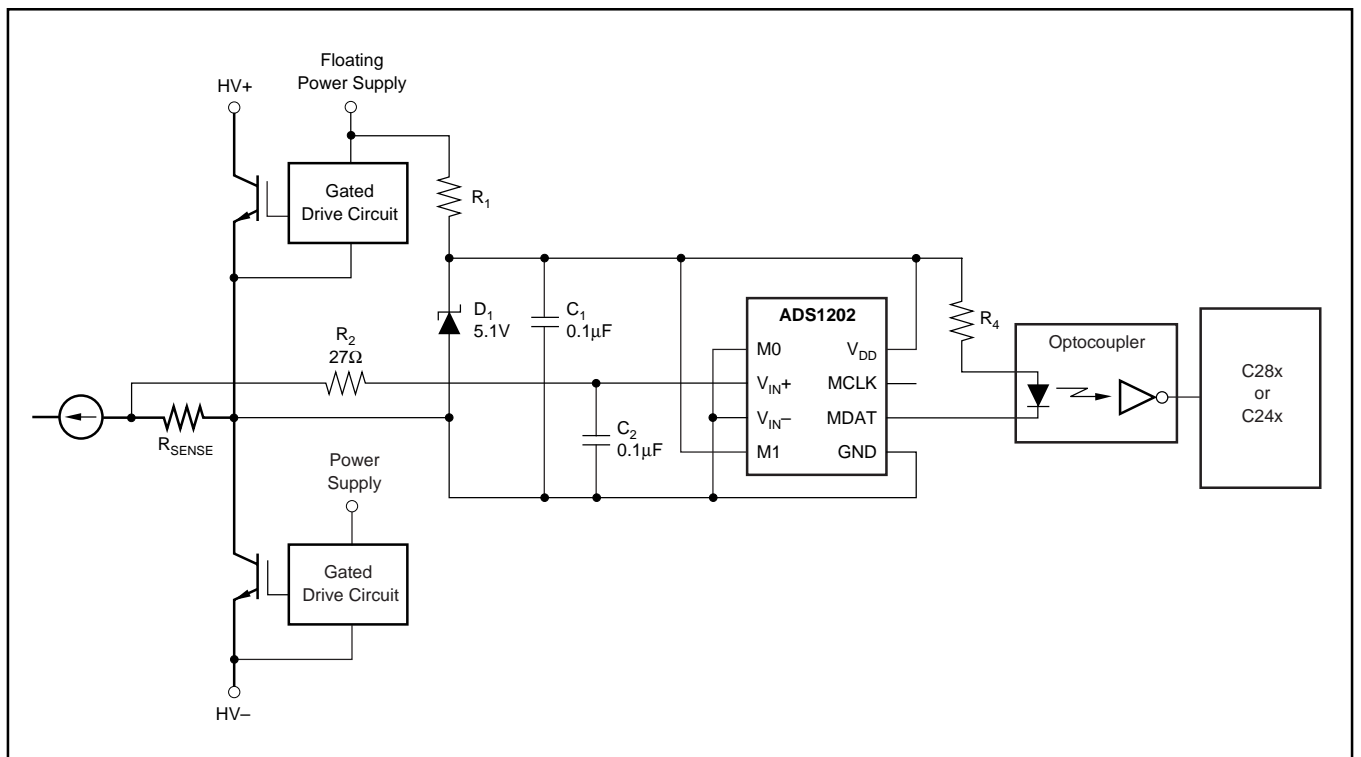 Floating
Power Supply
HV+
Gated
Drive Circuit
R1
D1
5.1V
C1
0.1μF
R2
27Ω
RSENSE
C2
0.1μF
ADS1202
M0
VDD
VIN+
MCLK
VIN–
MDAT
M1
GND
R4
Optocoupler
C28x
or
C24x
Power
Supply
Gated
Drive Circuit
HV–